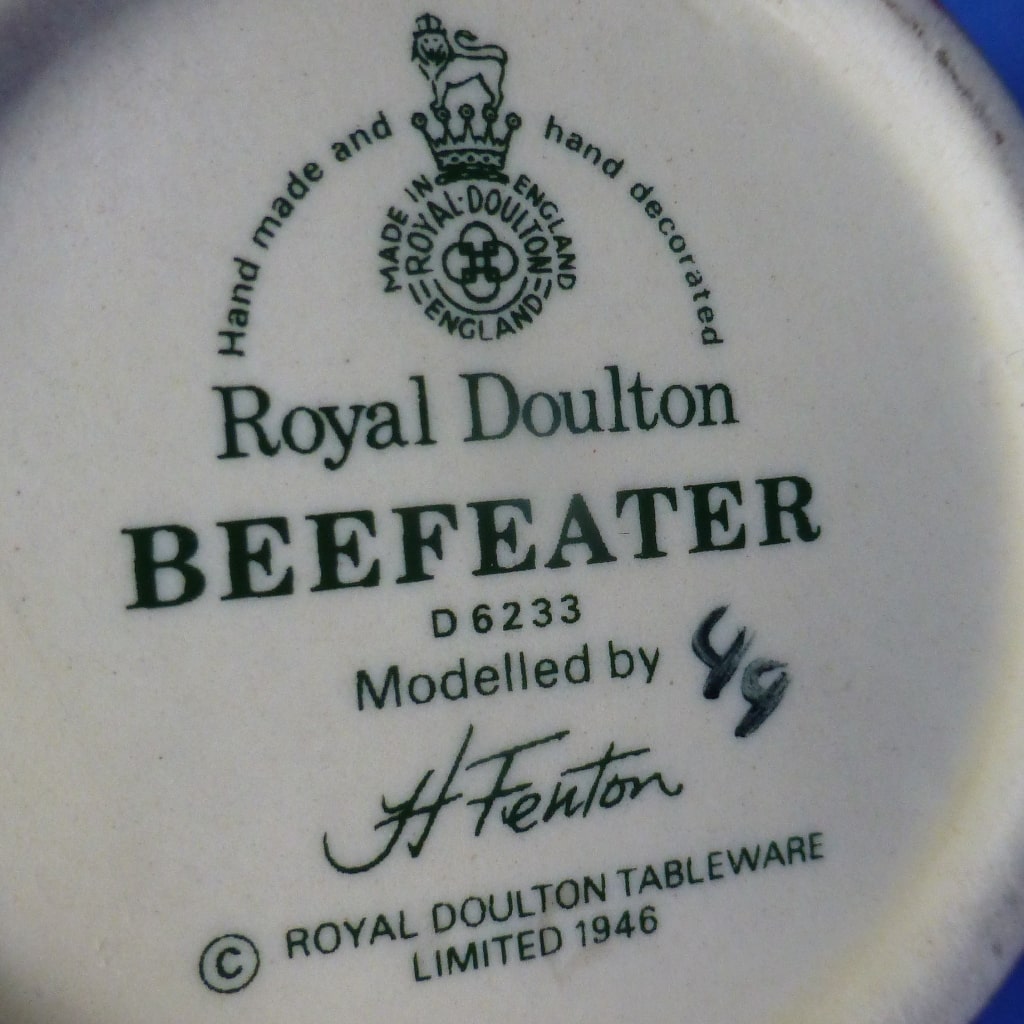 Hand made and hand decorated
MADE IN ENGLAND
ROYAL·DOULTON
ENGLAND
Royal Doulton
BEEFEATER
D 6233
Modelled by
H Fenton
© ROYAL DOULTON TABLEWARE
LIMITED 1946